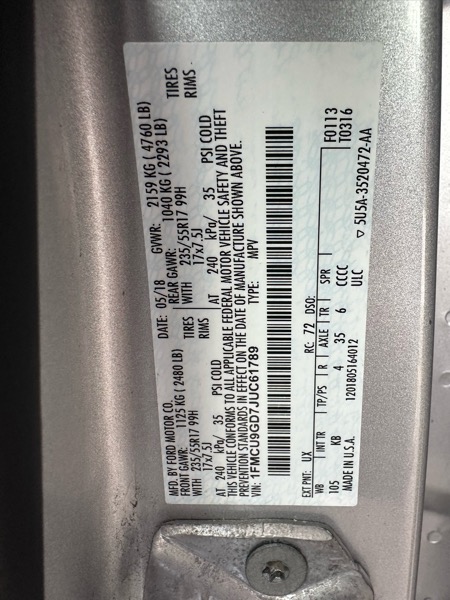 MFD. BY FORD MOTOR CO.
DATE: 05/18 GVWR: 2159 KG ( 4760 LB)
FRONT GAWR: 1125 KG ( 2480 LB) REAR GAWR: 1040 KG ( 2293 LB)
WITH 235/55R17 99H TIRES WITH 235/55R17 99H TIRES
17x7.5J RIMS 17x7.5J RIMS
AT 240 kPa/ 35 PSI COLD AT 240 kPa/ 35 PSI COLD
THIS VEHICLE CONFORMS TO ALL APPLICABLE FEDERAL MOTOR VEHICLE SAFETY AND THEFT
PREVENTION STANDARDS IN EFFECT ON THE DATE OF MANUFACTURE SHOWN ABOVE.
VIN: 1FMCU9GD7JUC61789 TYPE: MPV
EXT PNT: UX RC: 72 DSO: F0113
T0316
WB INT TR TP/PS R AXLE TR SPR
105 KB 4 35 6 CCCC
ULC
MADE IN U.S.A. 1201805164012
▽ 5U5A-3520472-AA